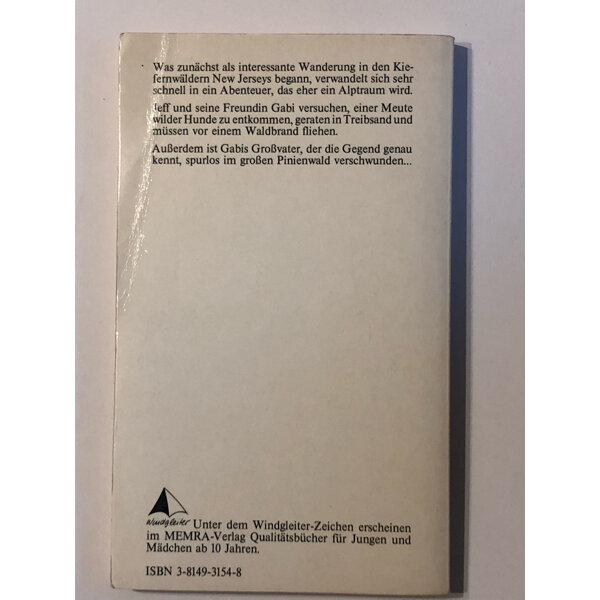 Was zunächst als interessante Wanderung in den Kie-
fernwäldern New Jerseys begann, verwandelt sich sehr
schnell in ein Abenteuer, das eher ein Alptraum wird.
Jeff und seine Freundin Gabi versuchen, einer Meute
wilder Hunde zu entkommen, geraten in Treibsand und
müssen vor einem Waldbrand fliehen.
Außerdem ist Gabis Großvater, der die Gegend genau
kennt, spurlos im großen Pinienwald verschwunden...
Windgleiter Unter dem Windgleiter-Zeichen erscheinen
im MEMRA-Verlag Qualitätsbücher für Jungen und
Mädchen ab 10 Jahren.
ISBN 3-8149-3154-8